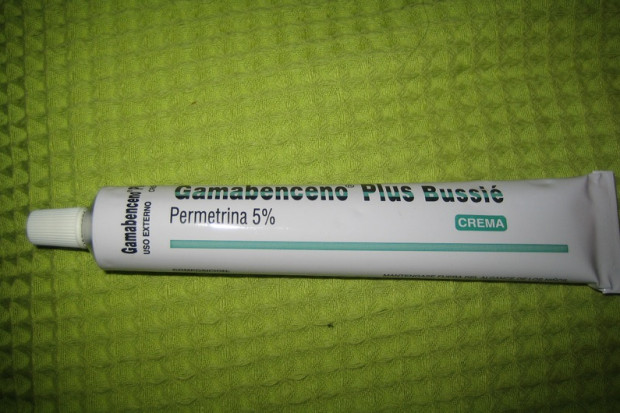 Gamabenceno® Plus Bussié
Permetrina 5%
CREMA
Gamabenceno® P
USO EXTERNO